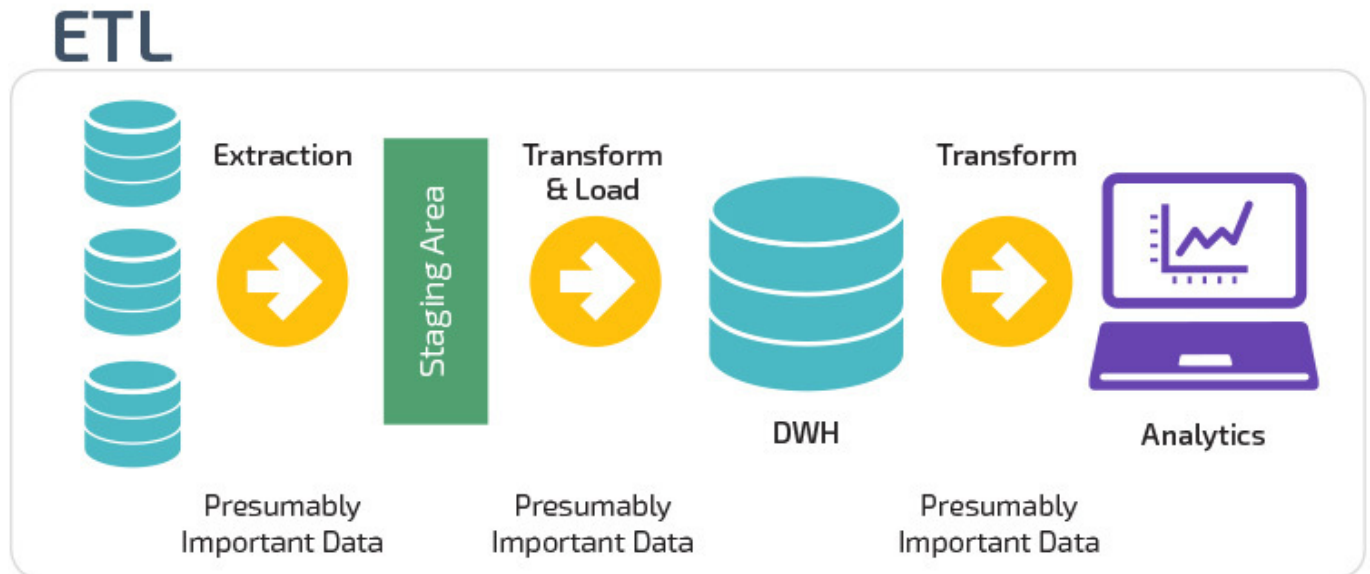 ETL
Extraction
Staging Area
Transform
& Load
Transform
DWH
Analytics
Presumably
Important Data
Presumably
Important Data
Presumably
Important Data